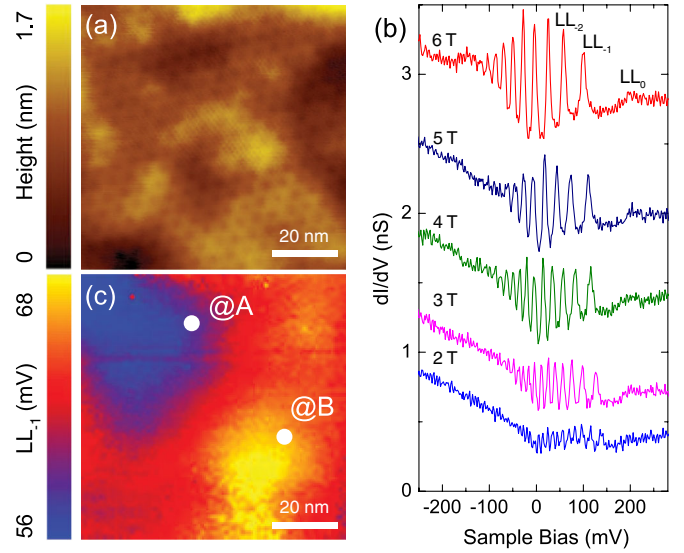 (a)
1.7
Height (nm)
0
20 nm
(c)
68
LL-1 (mV)
56
@A
@B
20 nm
(b)
6 T
5 T
4 T
3 T
2 T
LL-2
LL-1
LL0
3
2
1
0
dI/dV (nS)
-200 -100 0 100 200
Sample Bias (mV)